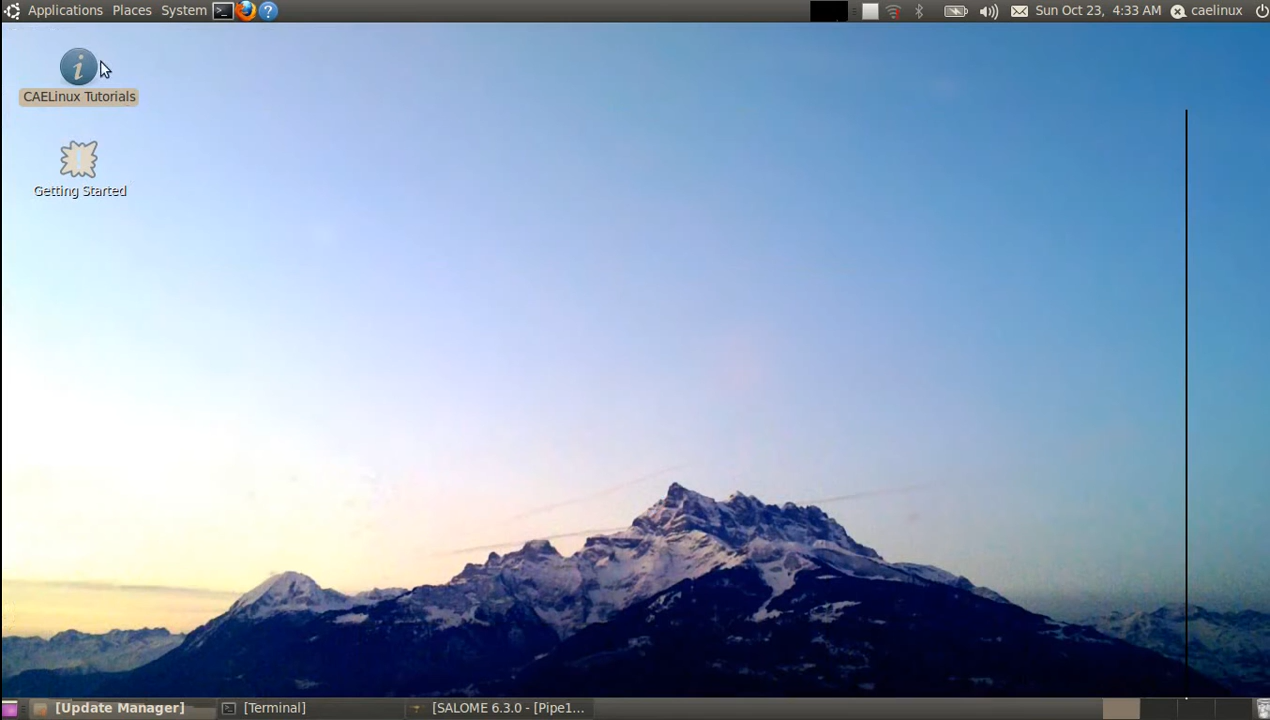 Applications Places System Sun Oct 23, 4:33 AM caelinux
CAELinux Tutorials
Getting Started
[Update Manager] [Terminal] [SALOME 6.3.0 - [Pipe1...